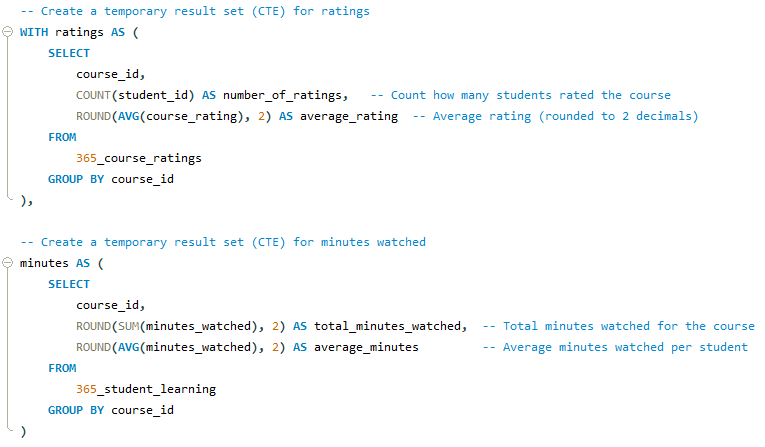 -- Create a temporary result set (CTE) for ratings
WITH ratings AS (
SELECT
course_id,
COUNT(student_id) AS number_of_ratings,   -- Count how many students rated the course
ROUND(AVG(course_rating), 2) AS average_rating  -- Average rating (rounded to 2 decimals)
FROM
365_course_ratings
GROUP BY course_id
),
-- Create a temporary result set (CTE) for minutes watched
minutes AS (
SELECT
course_id,
ROUND(SUM(minutes_watched), 2) AS total_minutes_watched,  -- Total minutes watched for the course
ROUND(AVG(minutes_watched), 2) AS average_minutes         -- Average minutes watched per student
FROM
365_student_learning
GROUP BY course_id
)